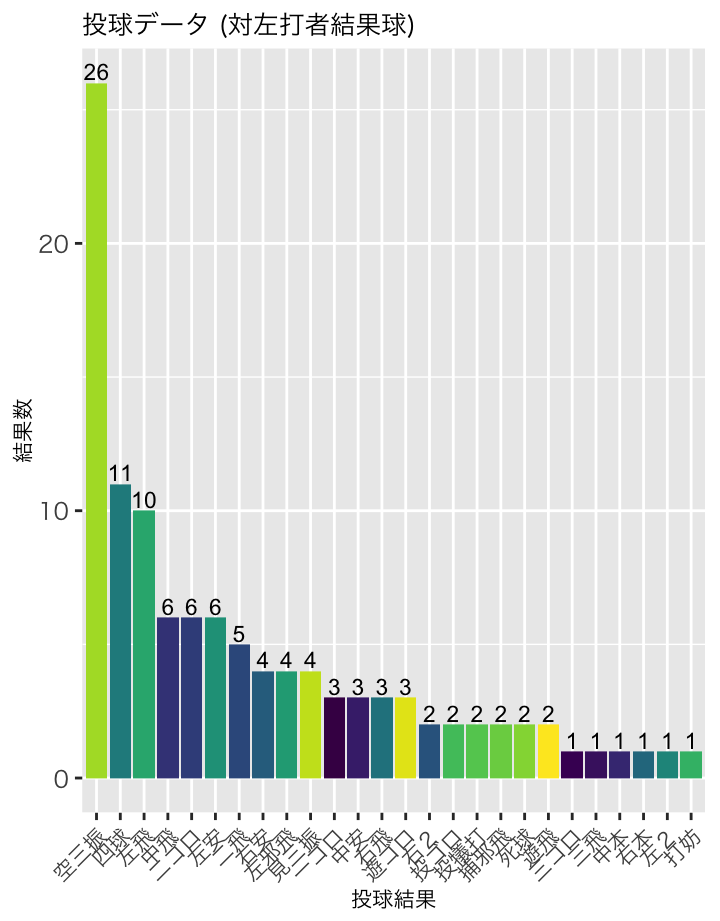 投球データ (対左打者結果球)
結果数
20
10
0
26
11
10
6
6
6
5
4
4
4
3
3
3
3
2
2
2
2
2
2
1
1
1
1
1
1
空三振
四球
左飛
中飛
二ゴロ
左安
二飛
右安
左邪飛
見三振
一ゴロ
中安
右飛
遊ゴロ
右2
投ゴロ
投犠打
捕邪飛
死球
遊飛
三ゴロ
三飛
中本
右本
左2
打妨
投球結果